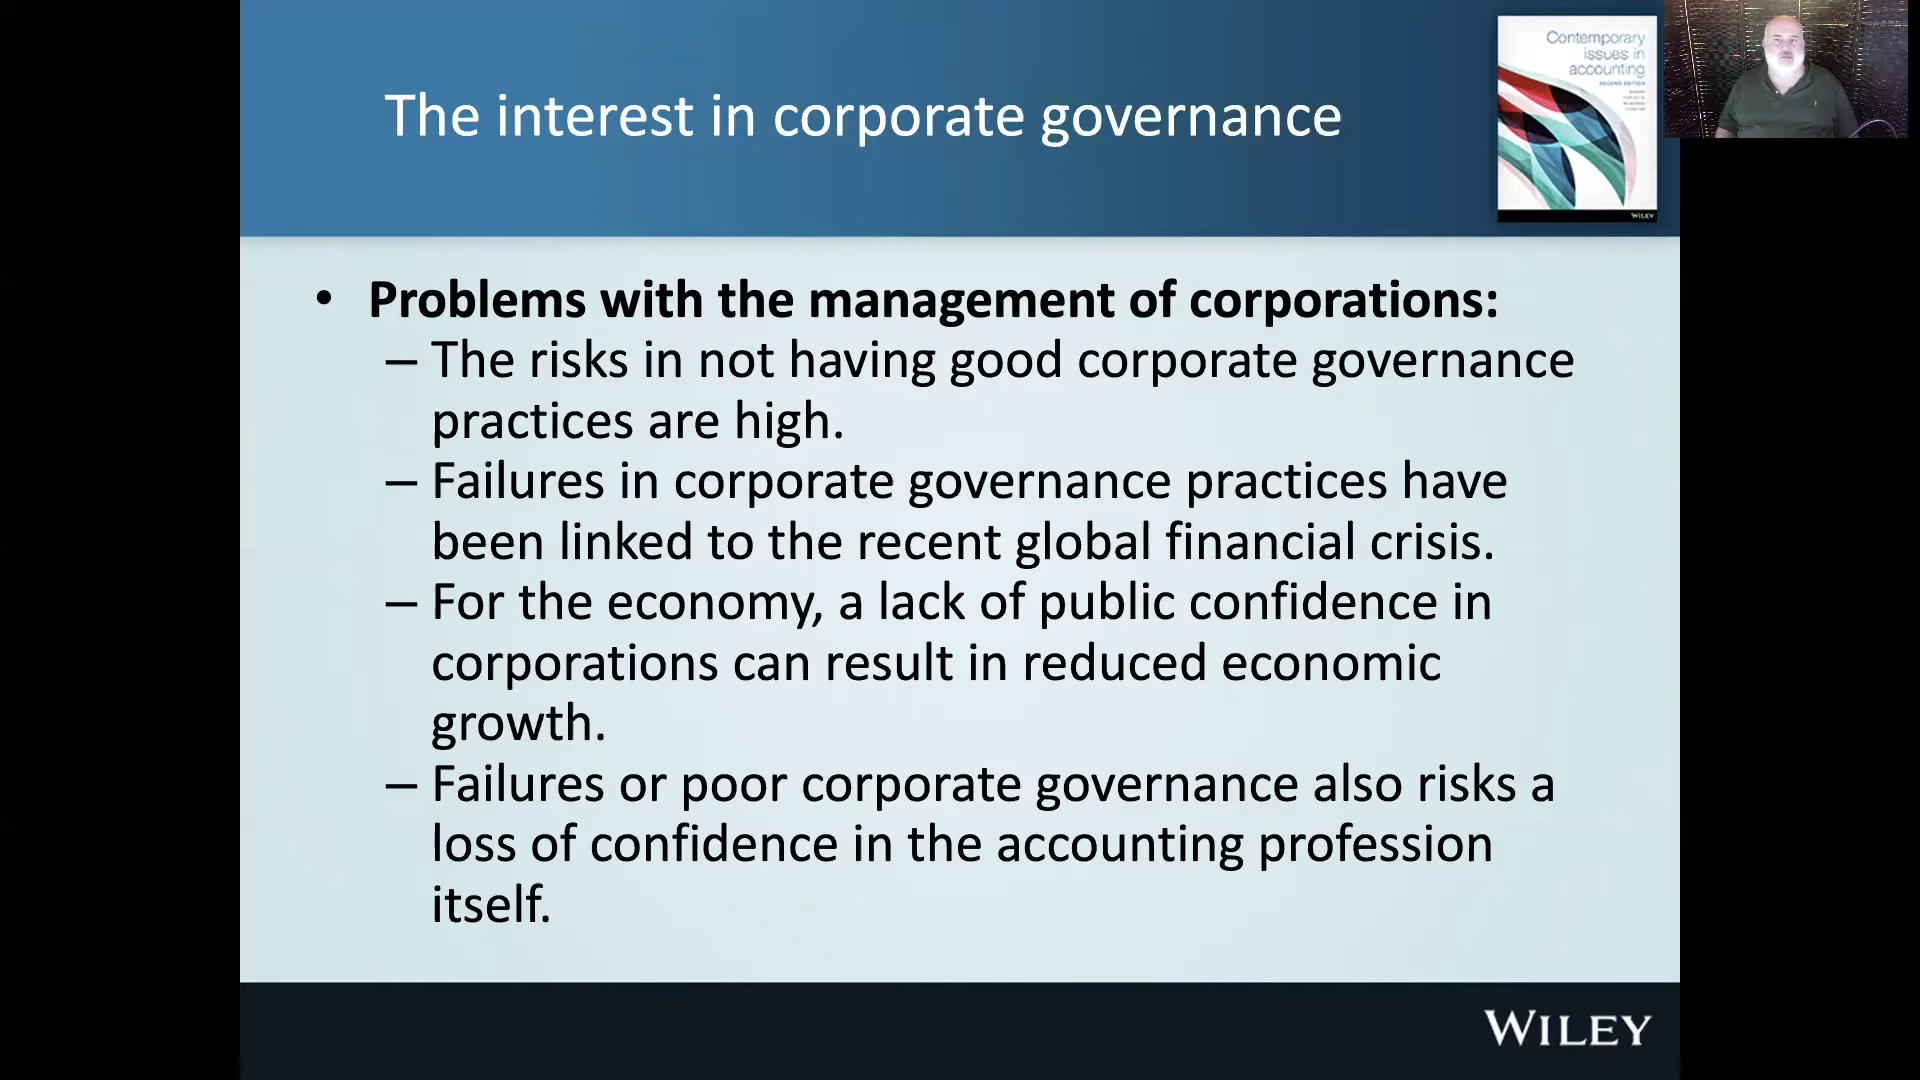 The interest in corporate governance
Contemporary
issues in
accounting
SECOND EDITION
WILEY
• Problems with the management of corporations:
– The risks in not having good corporate governance
practices are high.
– Failures in corporate governance practices have
been linked to the recent global financial crisis.
– For the economy, a lack of public confidence in
corporations can result in reduced economic
growth.
– Failures or poor corporate governance also risks a
loss of confidence in the accounting profession
itself.
WILEY